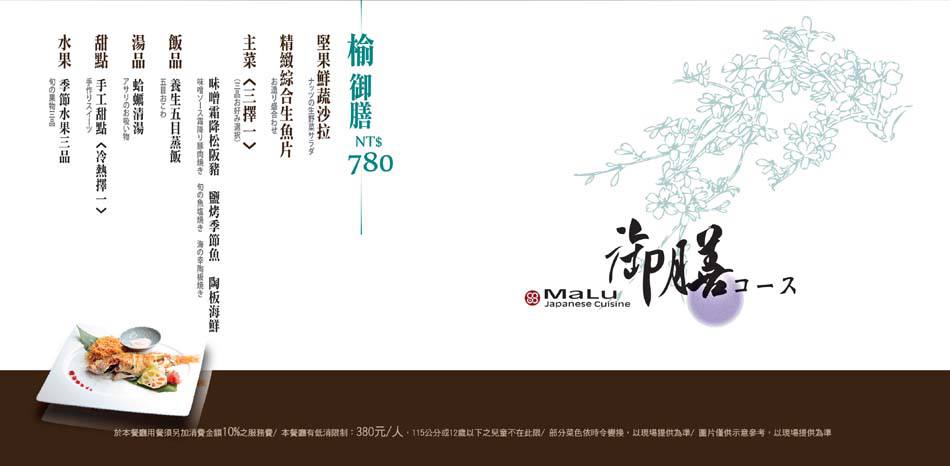 榆御膳
NT$
780
堅果鮮蔬沙拉
ナッツの生野菜サラダ
精緻綜合生魚片
お造り盛合わせ
主菜〈三擇一〉
(三品お好み選択)
味噌霜降松阪豬 鹽烤季節魚 陶板海鮮
味噌ソース霜降り豚肉焼き 旬の魚塩焼き 海の幸陶板焼き
飯品 養生五目蒸飯
五目おこわ
湯品 蛤蠣清湯
アサリのお吸い物
甜點 手工甜點〈冷熱擇一〉
手作りスイーツ
水果 季節水果三品
旬の果物三品
御膳コース
MaLu
Japanese Cuisine
於本餐廳用餐須另加消費金額10%之服務費/ 本餐廳有低消限制：380元/人，115公分或12歲以下之兒童不在此限/ 部分菜色依時令變換，以現場提供為準/ 圖片僅供示意參考，以現場提供為準